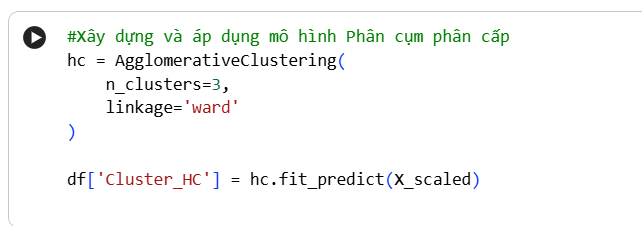 #Xây dựng và áp dụng mô hình Phân cụm phân cấp
hc = AgglomerativeClustering(
    n_clusters=3,
    linkage='ward'
)
df['Cluster_HC'] = hc.fit_predict(X_scaled)